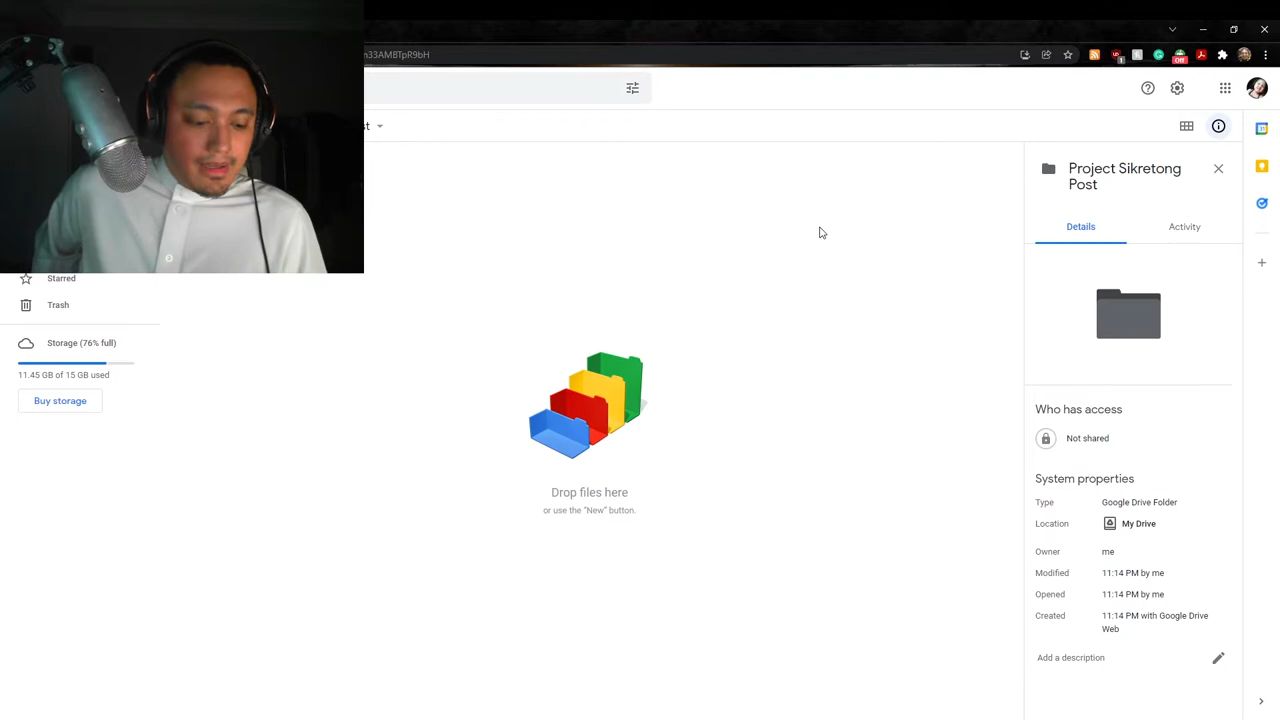 n33AMBTpR9bH
1
Off
st
Project Sikretong
Post
Details
Activity
Starred
Trash
Storage (76% full)
11.45 GB of 15 GB used
Buy storage
Drop files here
or use the "New" button.
Who has access
Not shared
System properties
Type Google Drive Folder
Location My Drive
Owner me
Modified 11:14 PM by me
Opened 11:14 PM by me
Created 11:14 PM with Google Drive
Web
Add a description